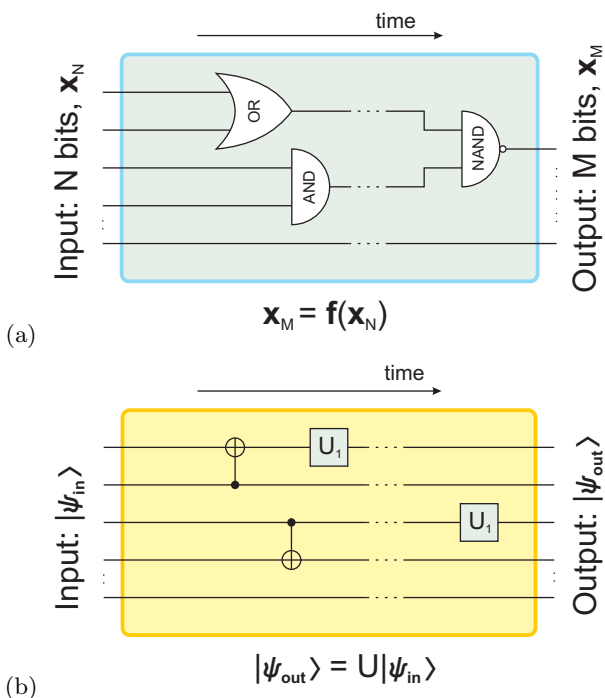 time
Input: N bits, x_N
OR
AND
NAND
Output: M bits, x_M
x_M = f(x_N)
(a)
time
Input: |ψ_in⟩
U_1
U_1
Output: |ψ_out⟩
|ψ_out⟩ = U|ψ_in⟩
(b)